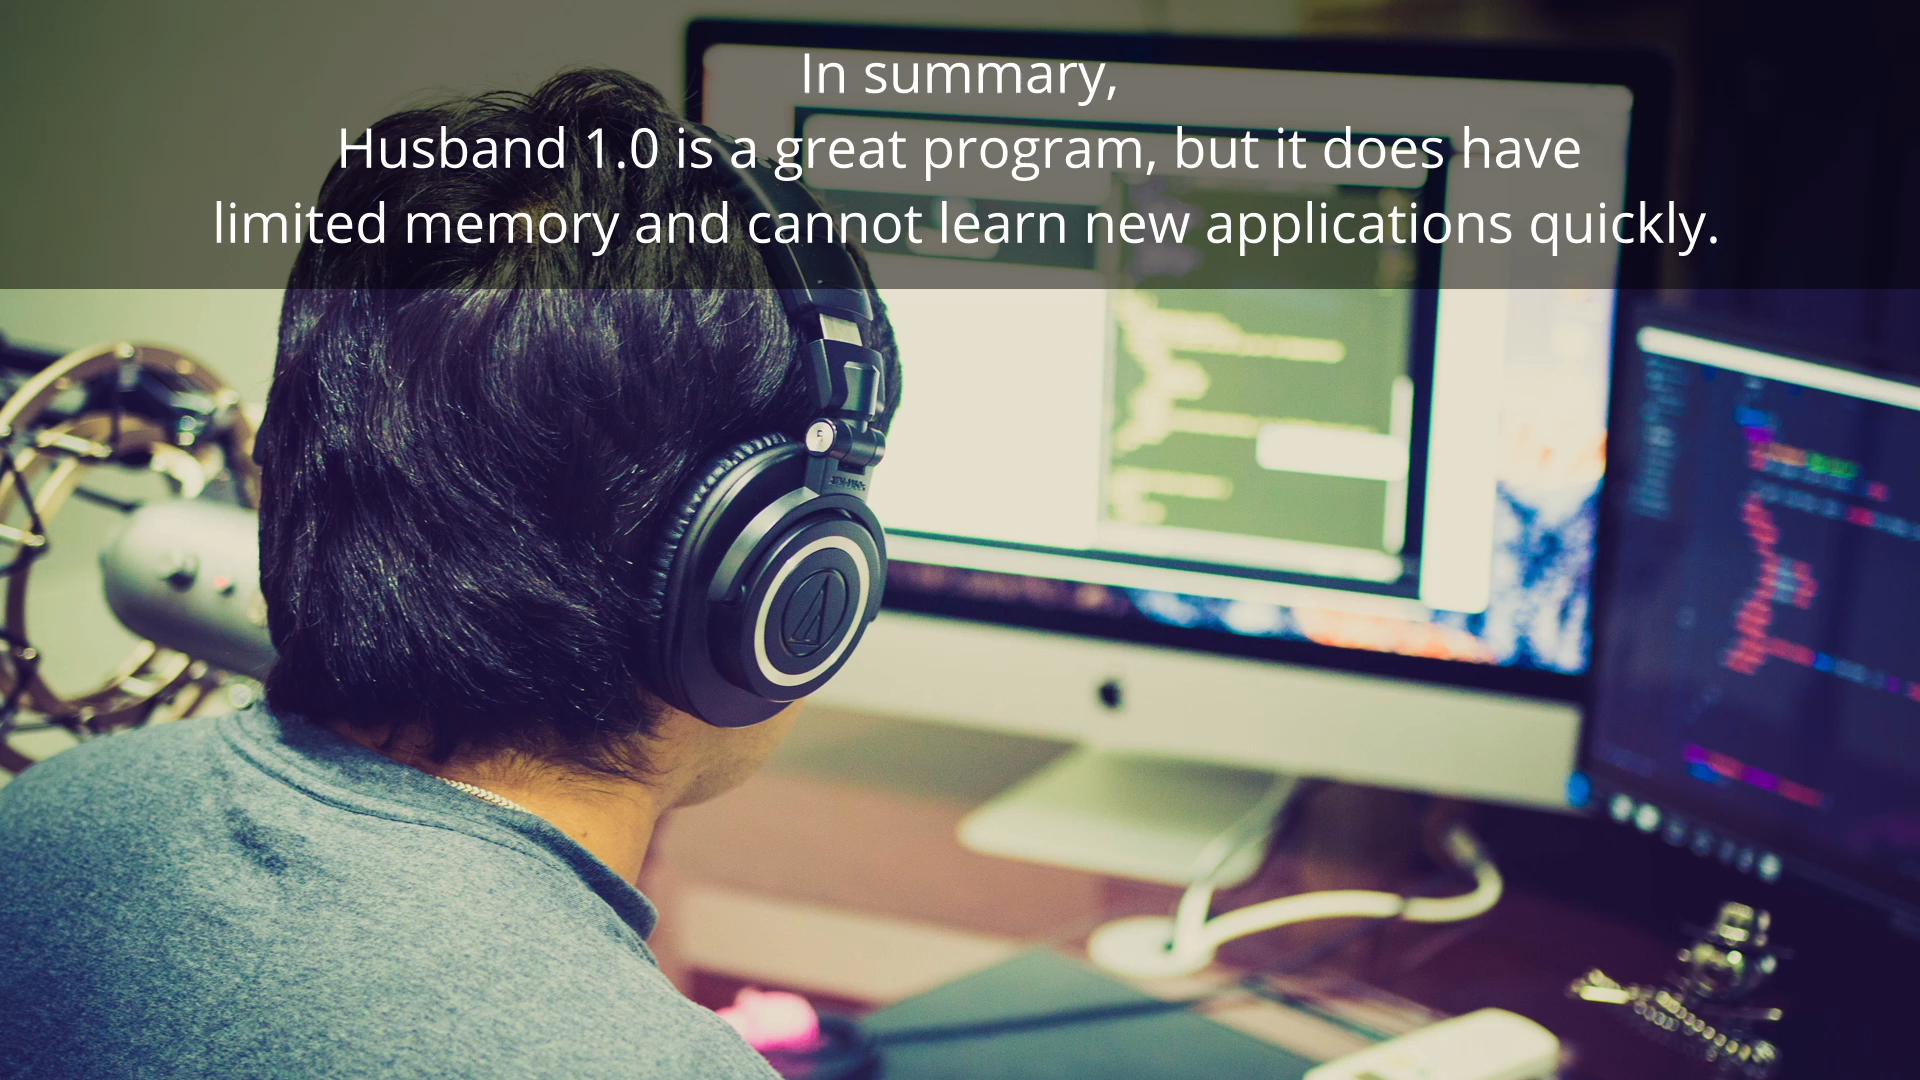 In summary,
Husband 1.0 is a great program, but it does have
limited memory and cannot learn new applications quickly.